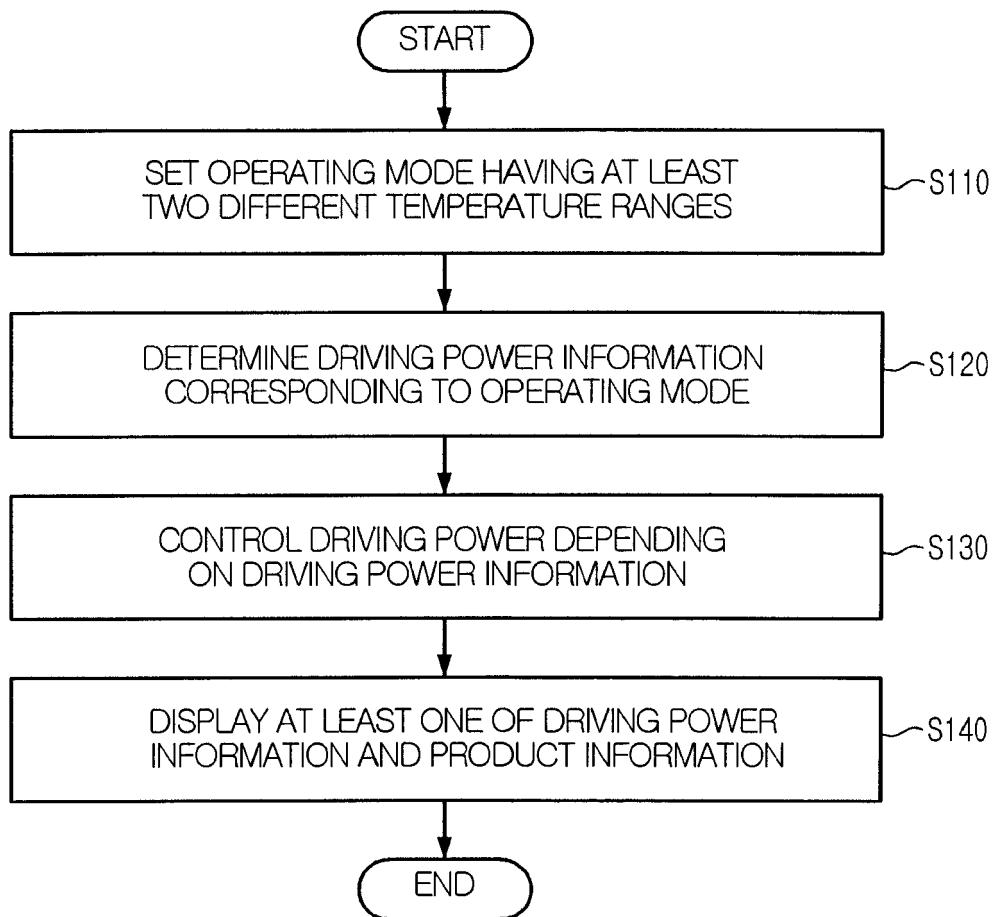 START
SET OPERATING MODE HAVING AT LEAST
TWO DIFFERENT TEMPERATURE RANGES
S110
DETERMINE DRIVING POWER INFORMATION
CORRESPONDING TO OPERATING MODE
S120
CONTROL DRIVING POWER DEPENDING
ON DRIVING POWER INFORMATION
S130
DISPLAY AT LEAST ONE OF DRIVING POWER
INFORMATION AND PRODUCT INFORMATION
S140
END